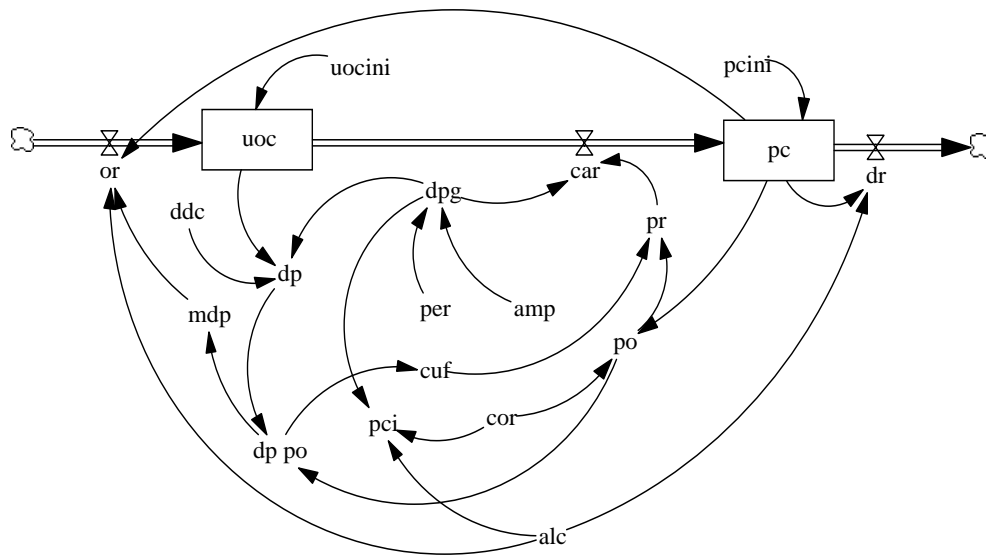 uocini
pcini
uoc
pc
or
car
dr
dpg
ddc
pr
dp
per
amp
mdp
po
cuf
cor
pci
dp po
alc